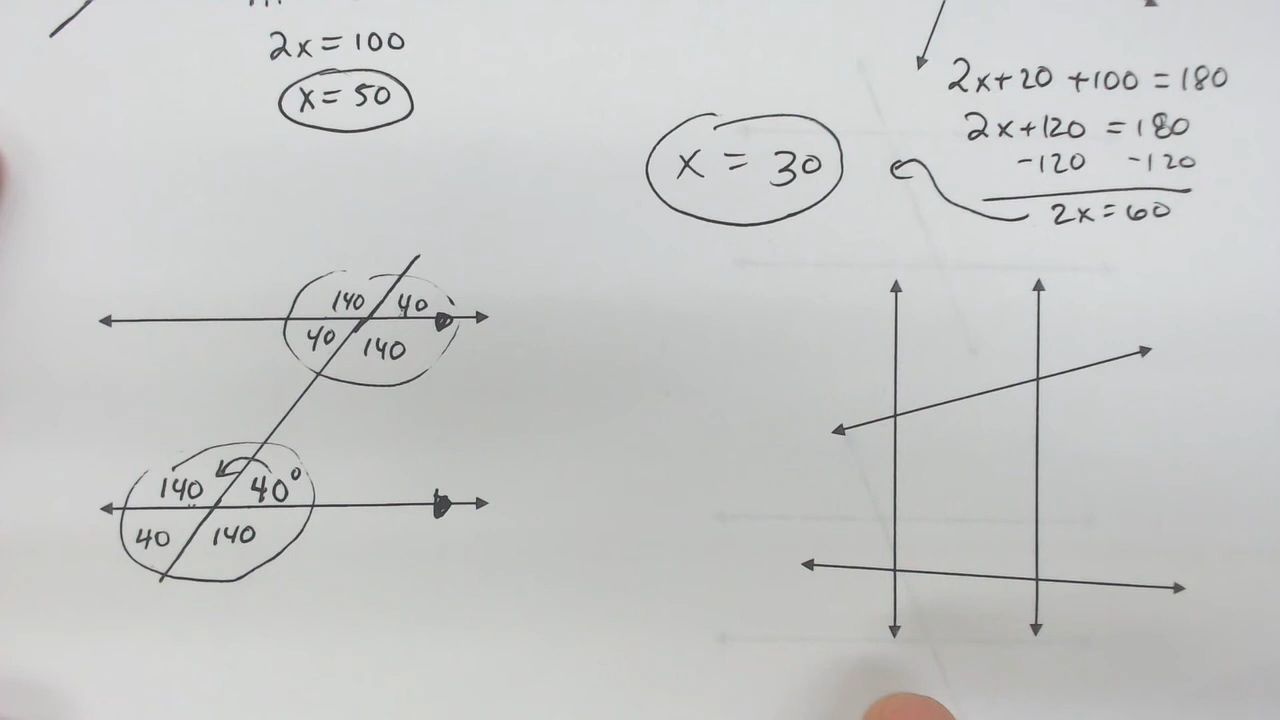 2x = 100
x = 50
2x+20 +100 = 180
2x+120 = 180
-120 -120
2x = 60
x = 30
140 40
40 140
140 40°
40 140